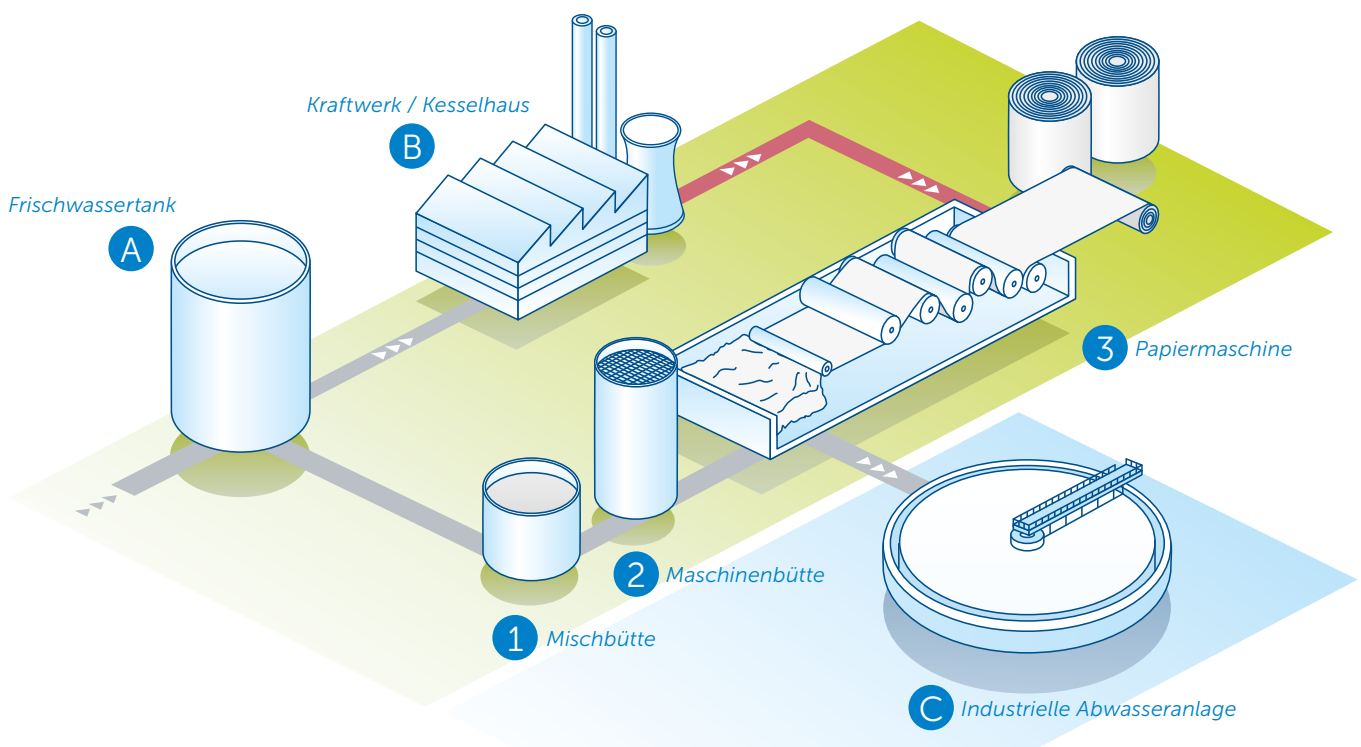 Kraftwerk / Kesselhaus
B
Frischwassertank
A
3 Papiermaschine
2 Maschinenbütte
1 Mischbütte
C Industrielle Abwasseranlage